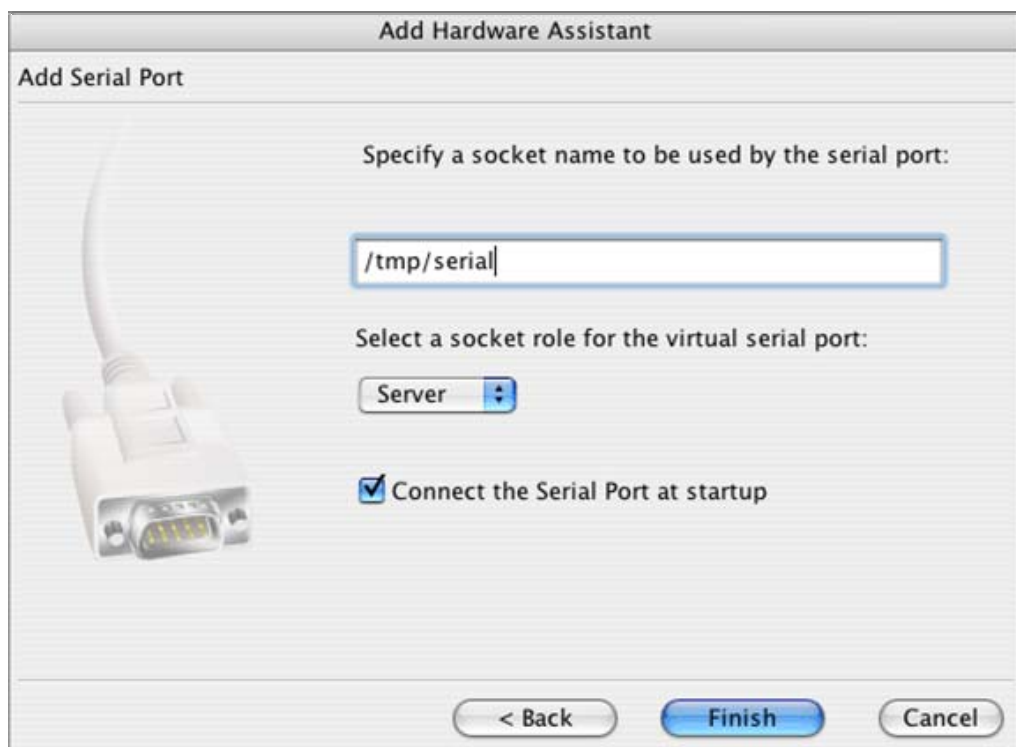 Add Hardware Assistant
Add Serial Port
Specify a socket name to be used by the serial port:
/tmp/serial
Select a socket role for the virtual serial port:
Server
Connect the Serial Port at startup
< Back Finish Cancel